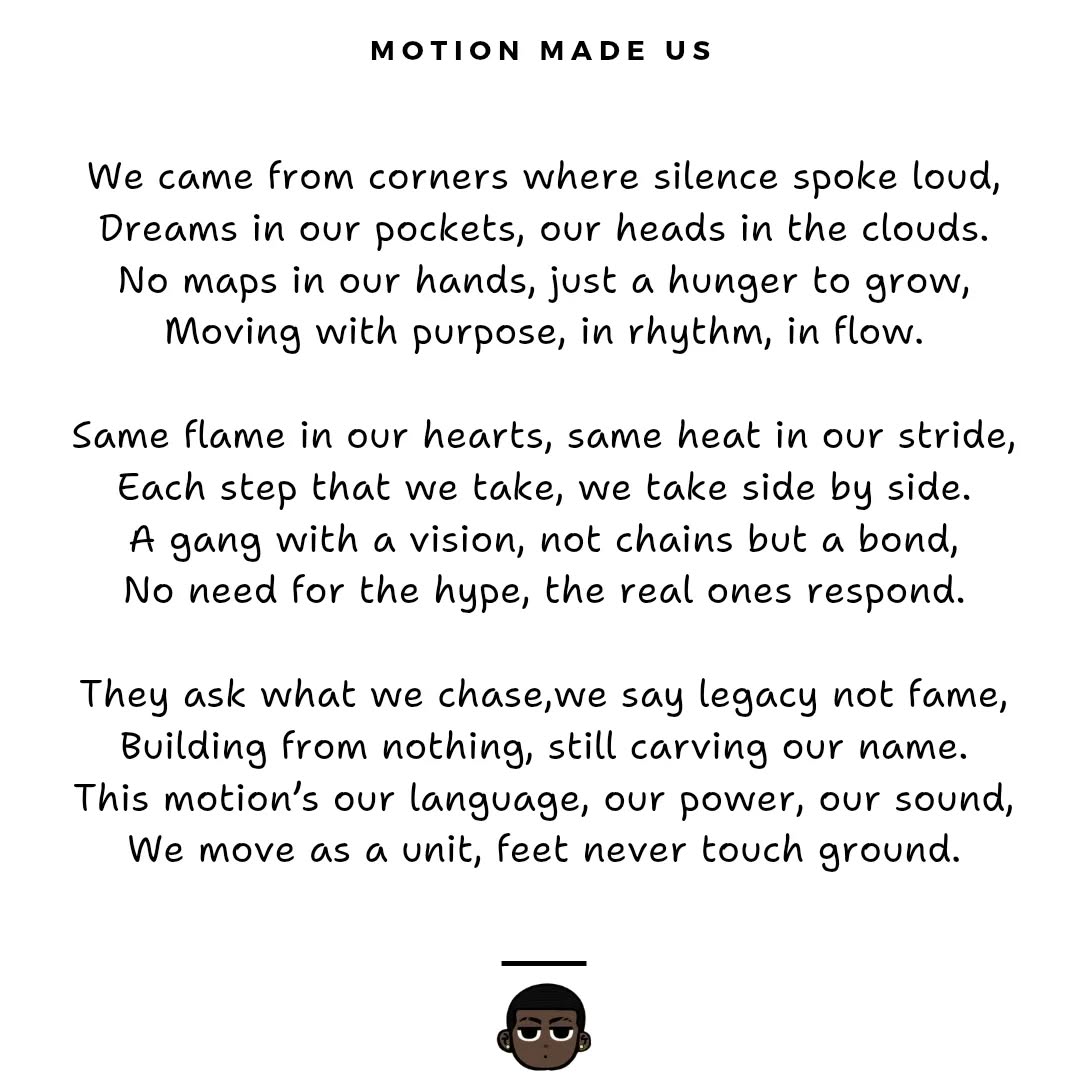 MOTION MADE US
We came from corners where silence spoke loud,
Dreams in our pockets, our heads in the clouds.
No maps in our hands, just a hunger to grow,
Moving with purpose, in rhythm, in flow.
Same flame in our hearts, same heat in our stride,
Each step that we take, we take side by side.
A gang with a vision, not chains but a bond,
No need for the hype, the real ones respond.
They ask what we chase,we say legacy not fame,
Building from nothing, still carving our name.
This motion’s our language, our power, our sound,
We move as a unit, feet never touch ground.